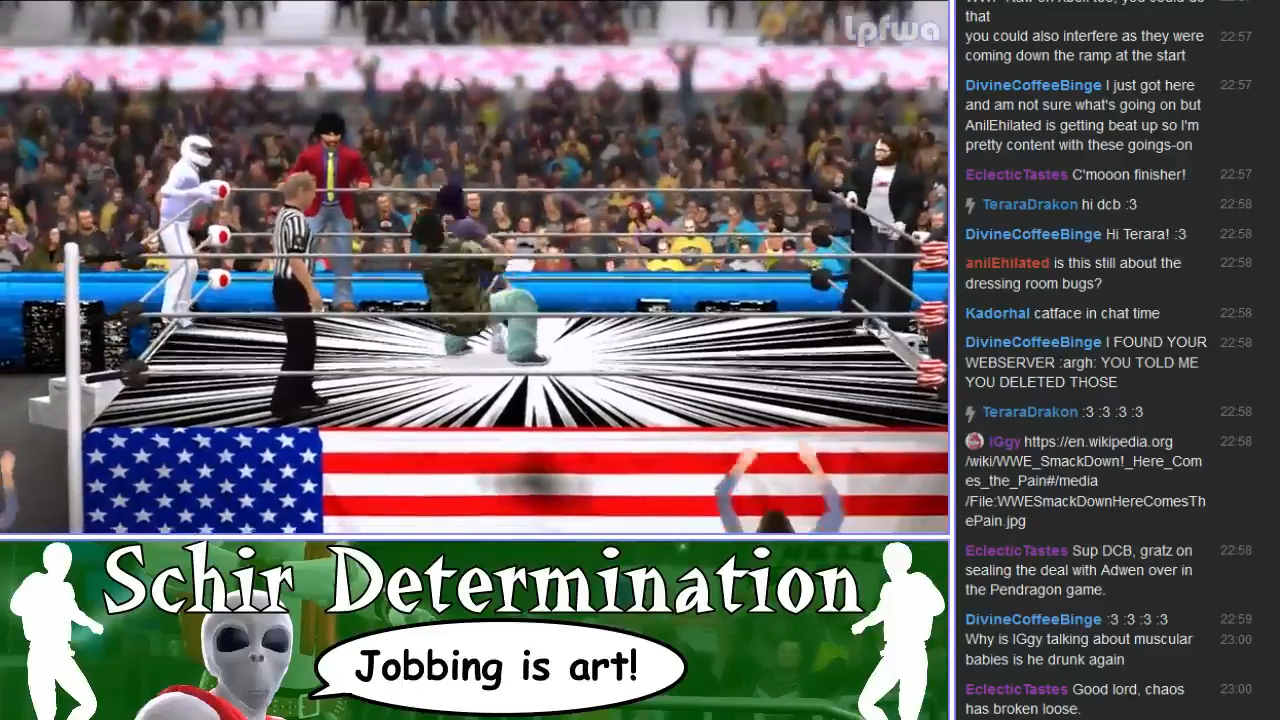 lpfwa
that
you could also interfere as they were 22:57
coming down the ramp at the start
DivineCoffeeBinge I just got here 22:57
and am not sure what's going on but
AnilEhilated is getting beat up so I'm
pretty content with these goings-on
EclecticTastes C'mooon finisher! 22:57
TeraraDrakon hi dcb :3 22:58
DivineCoffeeBinge Hi Terara! :3 22:58
anilEhilated is this still about the 22:58
dressing room bugs?
Kadorhal catface in chat time 22:58
DivineCoffeeBinge I FOUND YOUR 22:58
WEBSERVER :argh: YOU TOLD ME
YOU DELETED THOSE
TeraraDrakon :3 :3 :3 :3 22:58
IGgy https://en.wikipedia.org 22:58
/wiki/WWE_SmackDown!_Here_Com
es_the_Pain#/media
/File:WWESmackDownHereComesTh
ePain.jpg
EclecticTastes Sup DCB, gratz on 22:58
sealing the deal with Adwen over in
the Pendragon game.
DivineCoffeeBinge :3 :3 :3 :3 22:59
Why is IGgy talking about muscular 23:00
babies is he drunk again
EclecticTastes Good lord, chaos 23:00
has broken loose.
Schir Determination
Jobbing is art!